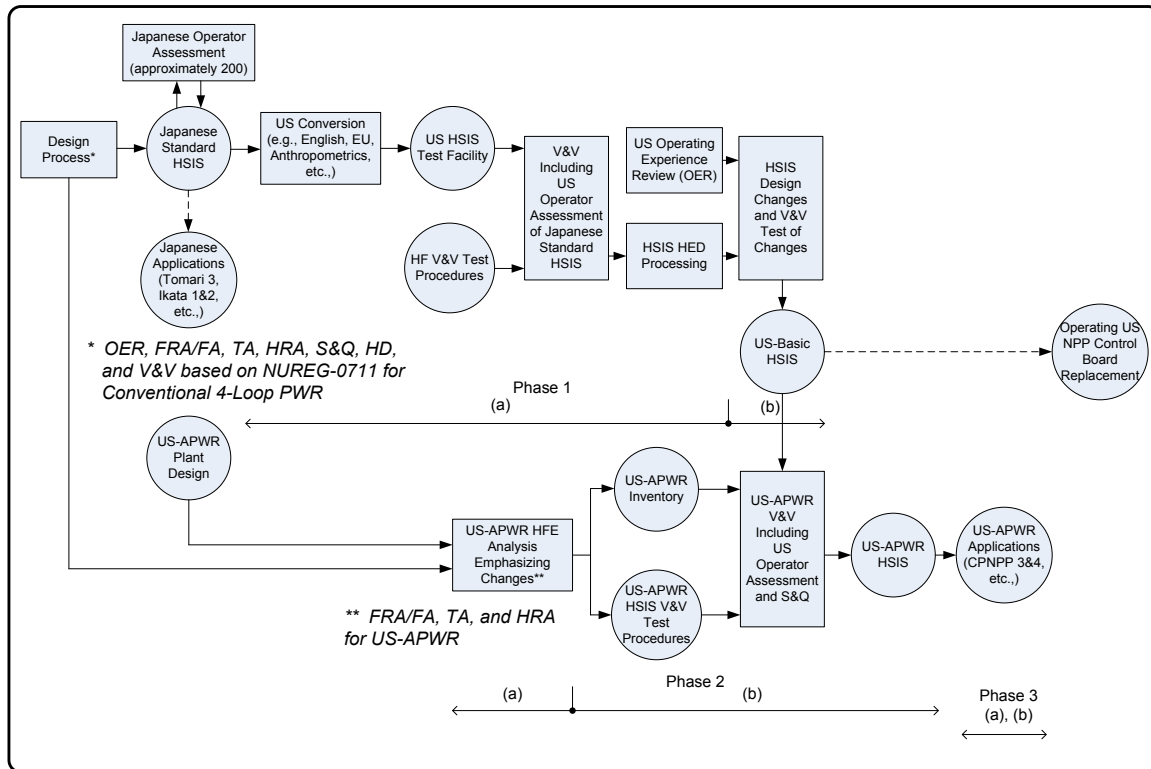 Japanese Operator
Assessment
(approximately 200)
Design
Process*
Japanese
Standard
HSIS
US Conversion
(e.g., English, EU,
Anthropometrics,
etc.,)
US HSIS
Test Facility
V&V
Including
US
Operator
Assessment
of Japanese
Standard
HSIS
US Operating
Experience
Review (OER)
HSIS
Design
Changes
and V&V
Test of
Changes
Japanese
Applications
(Tomari 3,
Ikata 1&2,
etc.,)
HF V&V Test
Procedures
HSIS HED
Processing
US-Basic
HSIS
Operating US
NPP Control
Board
Replacement
* OER, FRA/FA, TA, HRA, S&Q, HD,
and V&V based on NUREG-0711 for
Conventional 4-Loop PWR
Phase 1
(a)
(b)
US-APWR
Plant
Design
US-APWR HFE
Analysis
Emphasizing
Changes**
US-APWR
Inventory
US-APWR
HSIS V&V
Test
Procedures
US-APWR
V&V
Including
US
Operator
Assessment
and S&Q
US-APWR
HSIS
US-APWR
Applications
(CPNPP 3&4,
etc.,)
** FRA/FA, TA, and HRA
for US-APWR
Phase 2
(a)
(b)
Phase 3
(a), (b)